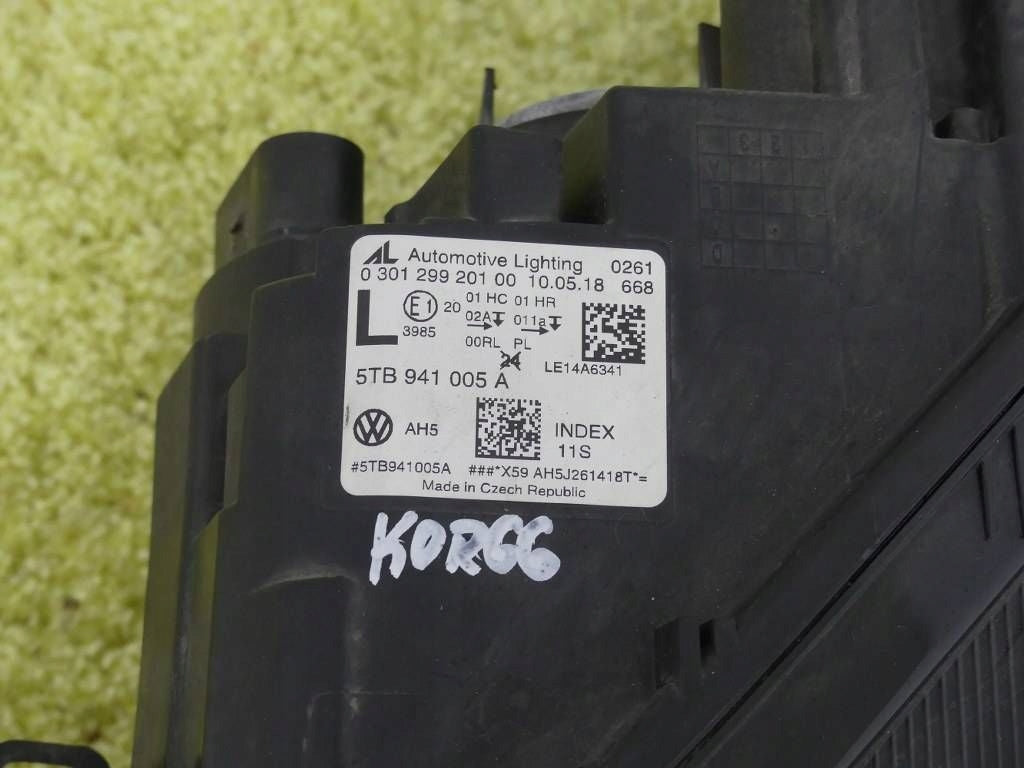 AL Automotive Lighting 0261
0 301 299 201 00 10.05.18 668
L E1 20 01 HC 01 HR
3985 02A 011a
00RL PL
24
LE14A6341
5TB 941 005 A
VW AH5 INDEX
11S
#5TB941005A ###*X59 AH5J261418T*=
Made in Czech Republic
KORGG